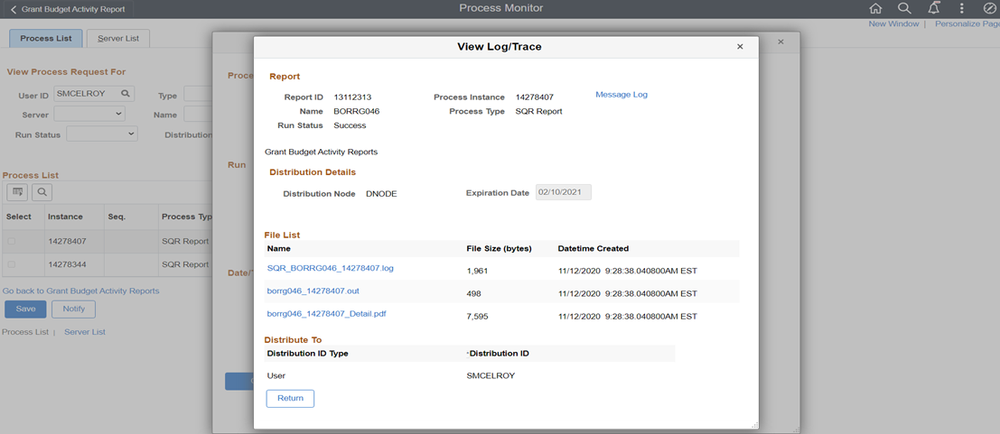 Grant Budget Activity Report
Process Monitor
New Window | Personalize Page
Process List
Server List
View Process Request For
User ID SMCELROY Type
Server Name
Run Status Distribution
Process List
Select Instance Seq. Process Typ
14278407 SQR Report
14278344 SQR Report
Go back to Grant Budget Activity Reports
Save Notify
Process List | Server List
Proce
Run
Date/T
View Log/Trace
Report
Report ID 13112313 Process Instance 14278407 Message Log
Name BORRG046 Process Type SQR Report
Run Status Success
Grant Budget Activity Reports
Distribution Details
Distribution Node DNODE Expiration Date 02/10/2021
File List
Name File Size (bytes) Datetime Created
SQR_BORRG046_14278407.log 1,961 11/12/2020 9:28:38.040800AM EST
borrg046_14278407.out 498 11/12/2020 9:28:38.040800AM EST
borrg046_14278407_Detail.pdf 7,595 11/12/2020 9:28:38.040800AM EST
Distribute To
Distribution ID Type *Distribution ID
User SMCELROY
Return